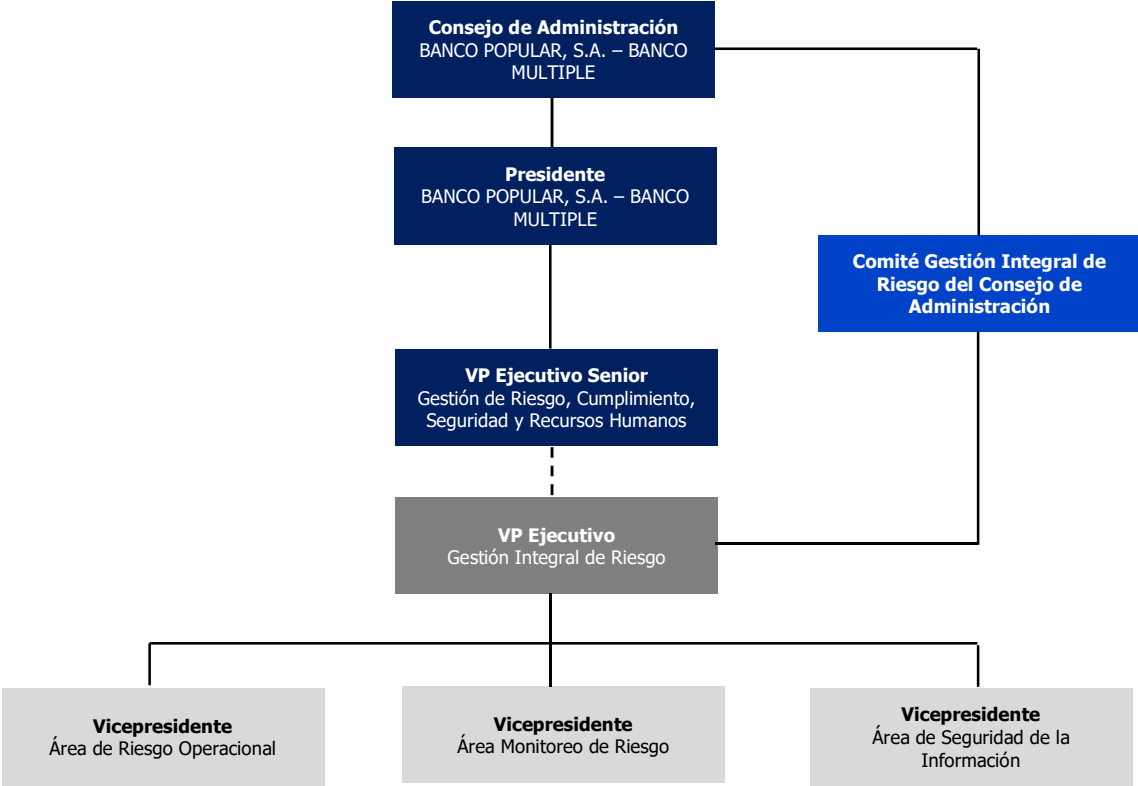 Consejo de Administración
BANCO POPULAR, S.A. – BANCO
MULTIPLE
Presidente
BANCO POPULAR, S.A. – BANCO
MULTIPLE
Comité Gestión Integral de
Riesgo del Consejo de
Administración
VP Ejecutivo Senior
Gestión de Riesgo, Cumplimiento,
Seguridad y Recursos Humanos
VP Ejecutivo
Gestión Integral de Riesgo
Vicepresidente
Área de Riesgo Operacional
Vicepresidente
Área Monitoreo de Riesgo
Vicepresidente
Área de Seguridad de la
Información